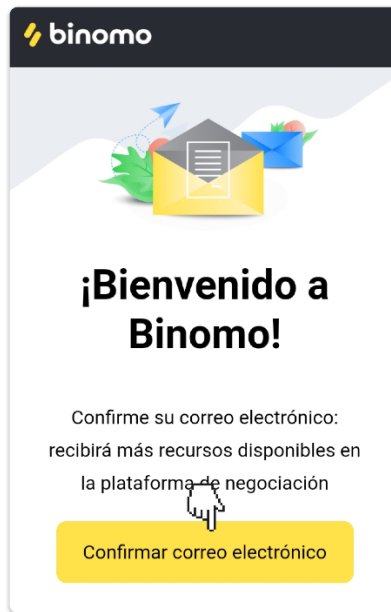 binomo
¡Bienvenido a
Binomo!
Confirme su correo electrónico:
recibirá más recursos disponibles en
la plataforma de negociación
Confirmar correo electrónico